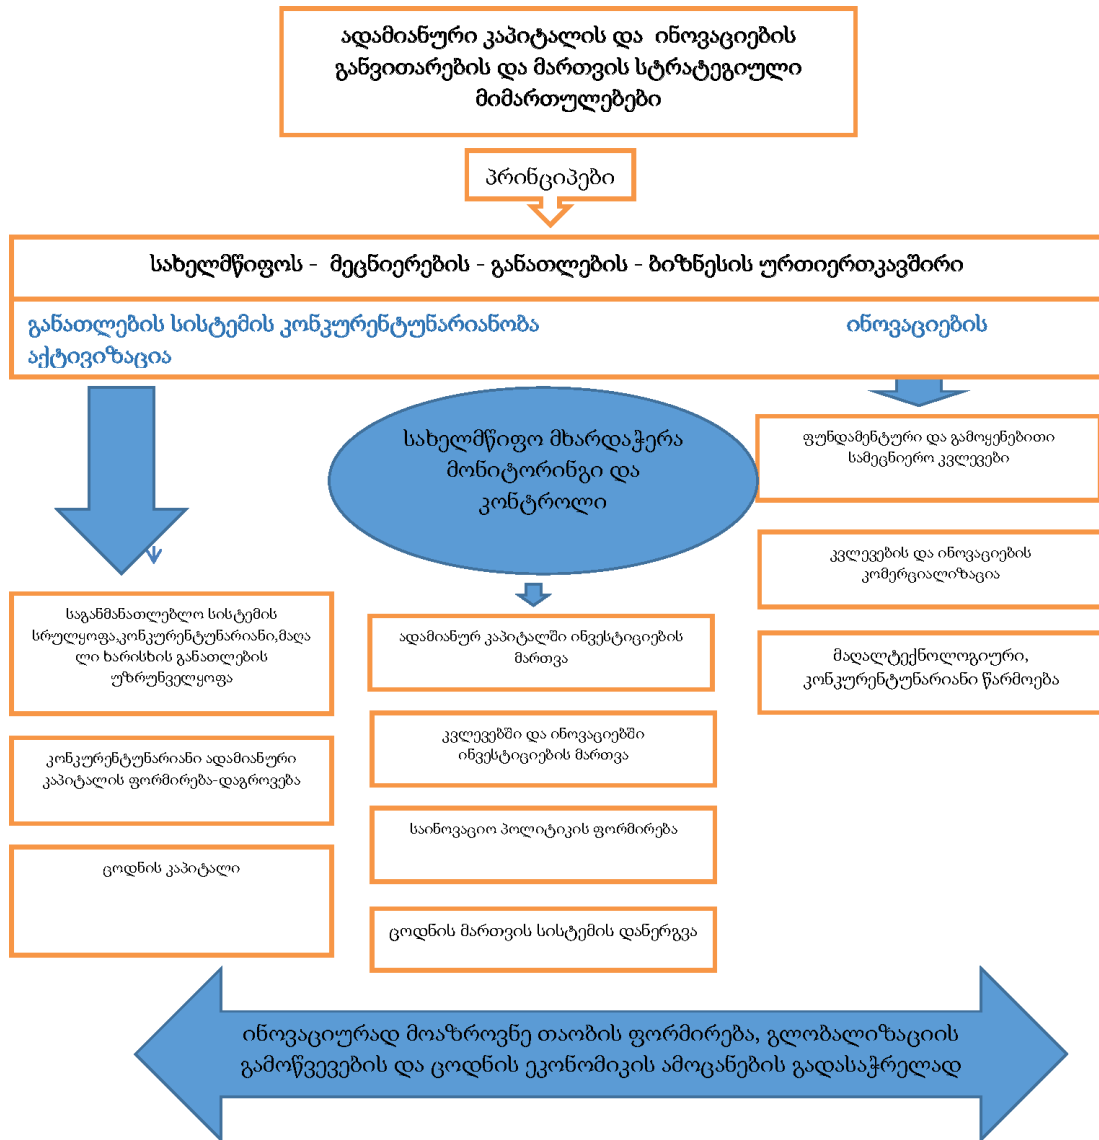 ადამიანური კაპიტალის და ინოვაციების
განვითარების და მართვის სტრატეგიული
მიმართულებები
პრინციპები
სახელმწიფოს - მეცნიერების - განათლების - ბიზნესის ურთიერთკავშირი
განათლების სისტემის კონკურენტუნარიანობა ინოვაციების
აქტივიზაცია
საგანმანათლებლო სისტემის
სრულყოფა,კონკურენტუნარიანი,მაღა
ლი ხარისხის განათლების
უზრუნველყოფა
კონკურენტუნარიანი ადამიანური
კაპიტალის ფორმირება-დაგროვება
ცოდნის კაპიტალი
სახელმწიფო მხარდაჭერა
მონიტორინგი და
კონტროლი
ადამიანურ კაპიტალში ინვესტიციების
მართვა
კვლევებში და ინოვაციებში
ინვესტიციების მართვა
საინოვაციო პოლიტიკის ფორმირება
ცოდნის მართვის სისტემის დანერგვა
ფუნდამენტური და გამოყენებითი
სამეცნიერო კვლევები
კვლევების და ინოვაციების
კომერციალიზაცია
მაღალტექნოლოგიური,
კონკურენტუნარიანი წარმოება
ინოვაციურად მოაზროვნე თაობის ფორმირება, გლობალიზაციის
გამოწვევების და ცოდნის ეკონომიკის ამოცანების გადასაჭრელად